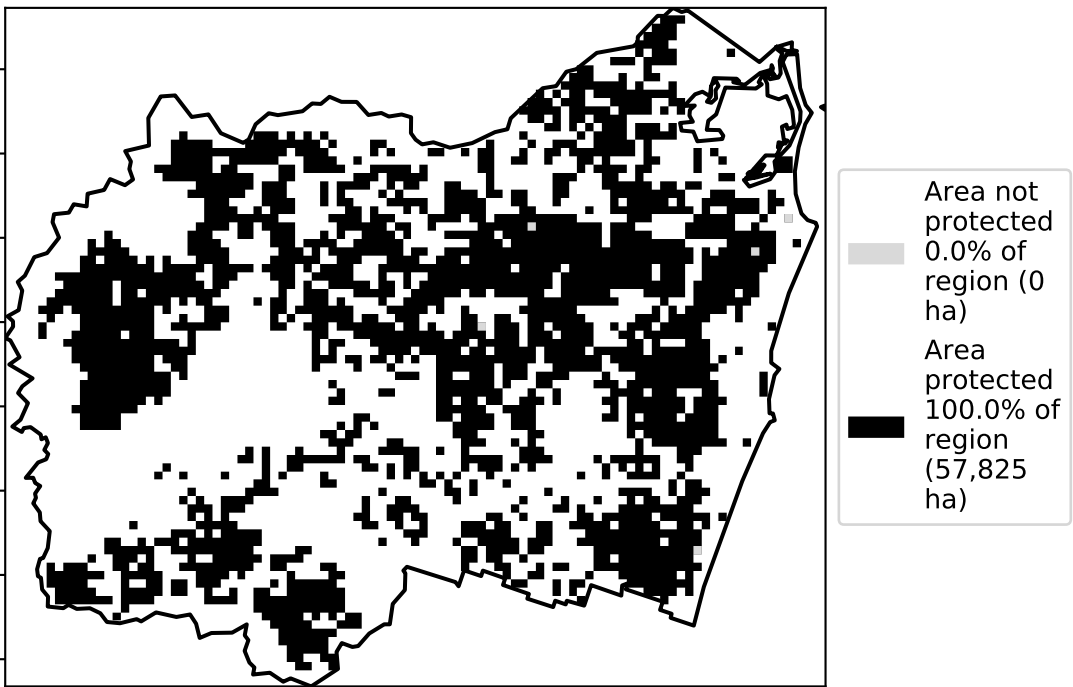 Area not
protected
0.0% of
region (0
ha)
Area
protected
100.0% of
region
(57,825
ha)